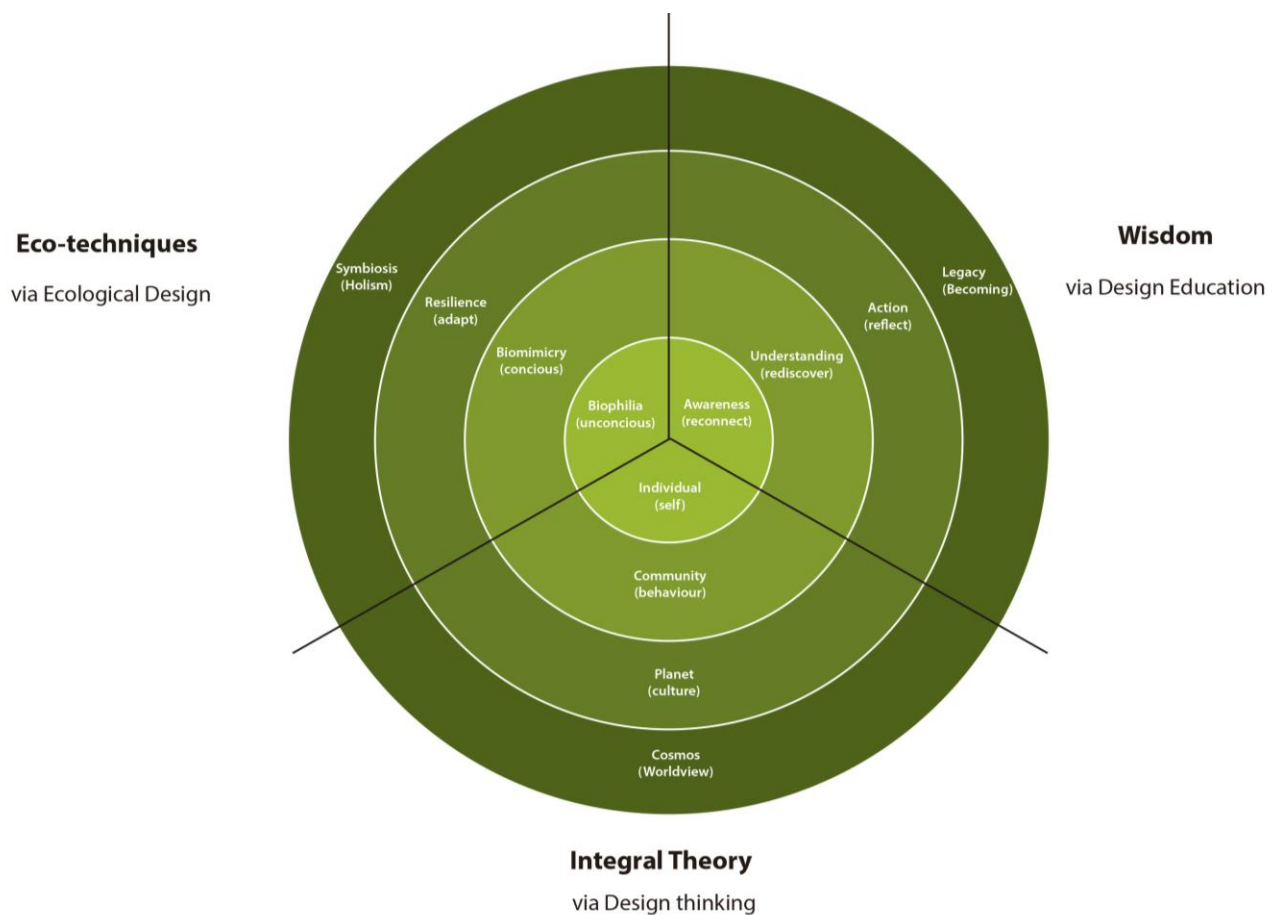 Eco-techniques
via Ecological Design
Wisdom
via Design Education
Symbiosis
(Holism)
Resilience
(adapt)
Biomimicry
(concious)
Biophilia
(unconcious)
Awareness
(reconnect)
Understanding
(rediscover)
Action
(reflect)
Legacy
(Becoming)
Individual
(self)
Community
(behaviour)
Planet
(culture)
Cosmos
(Worldview)
Integral Theory
via Design thinking